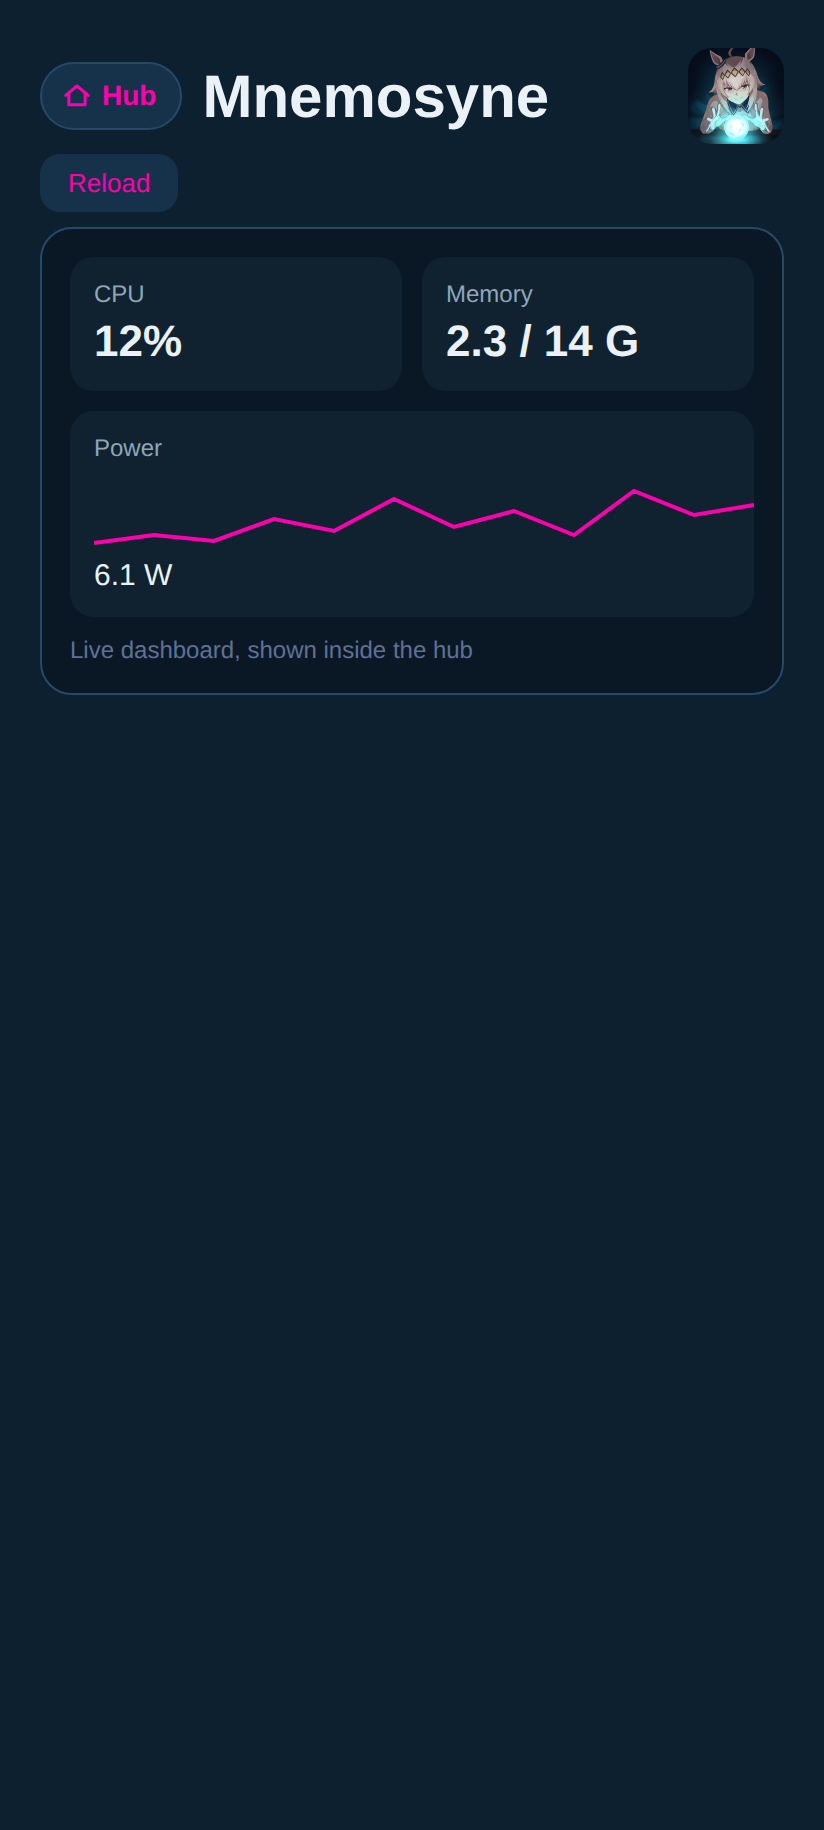 Hub
Mnemosyne
Reload
CPU
12%
Memory
2.3 / 14 G
Power
6.1 W
Live dashboard, shown inside the hub